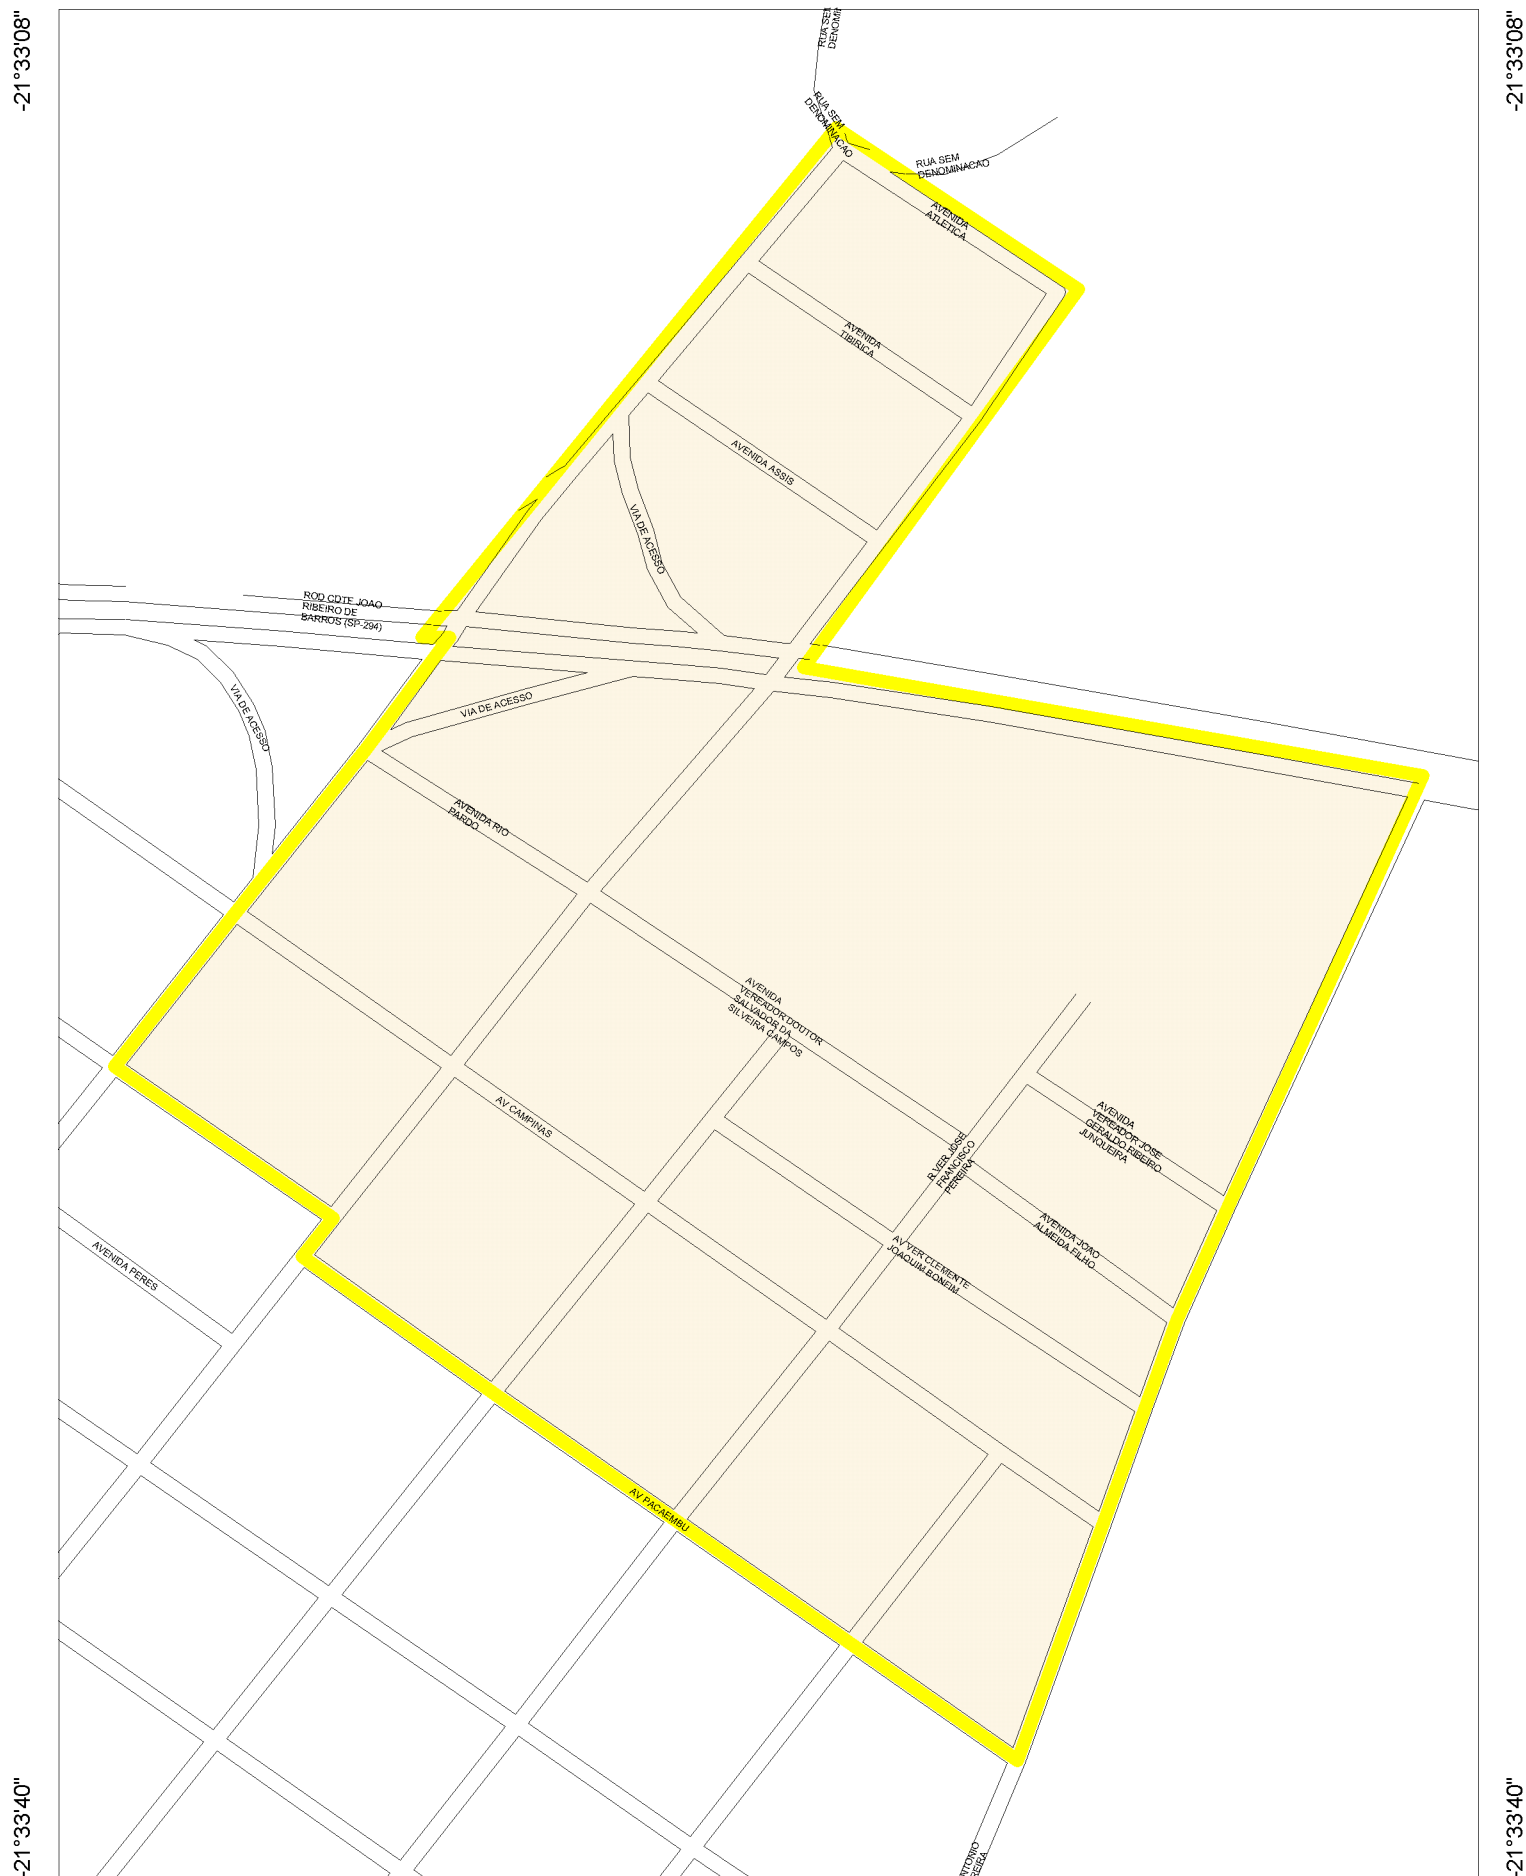 -21°33'08"
-21°33'08"
RUA SEM
RUA SEM
DENOMINACAO
RUA SEM
DENOMINACAO
AVENIDA
ATLETICA
AVENIDA
TIBIRICA
AVENIDA ASSIS
VIA DE ACESSO
ROD CDTE JOAO
RIBEIRO DE
BARROS (SP-294)
VIA DE ACESSO
VIA DE ACESSO
AVENIDA RIO
PARDO
AVENIDA
VEREADOR DOUTOR
SALVADOR DA
SILVEIRA CAMPOS
AV CAMPINAS
AVENIDA
VEREADOR JOSE
GERALDO RIBEIRO
JUNQUEIRA
R VER JOSE
FRANCISCO
PEREIRA
AVENIDA JOAO
ALMEIDA FILHO
AV VER CLEMENTE
JOAQUIM BONFIM
AVENIDA PERES
AV PACAEMBU
-21°33'40"
-21°33'40"